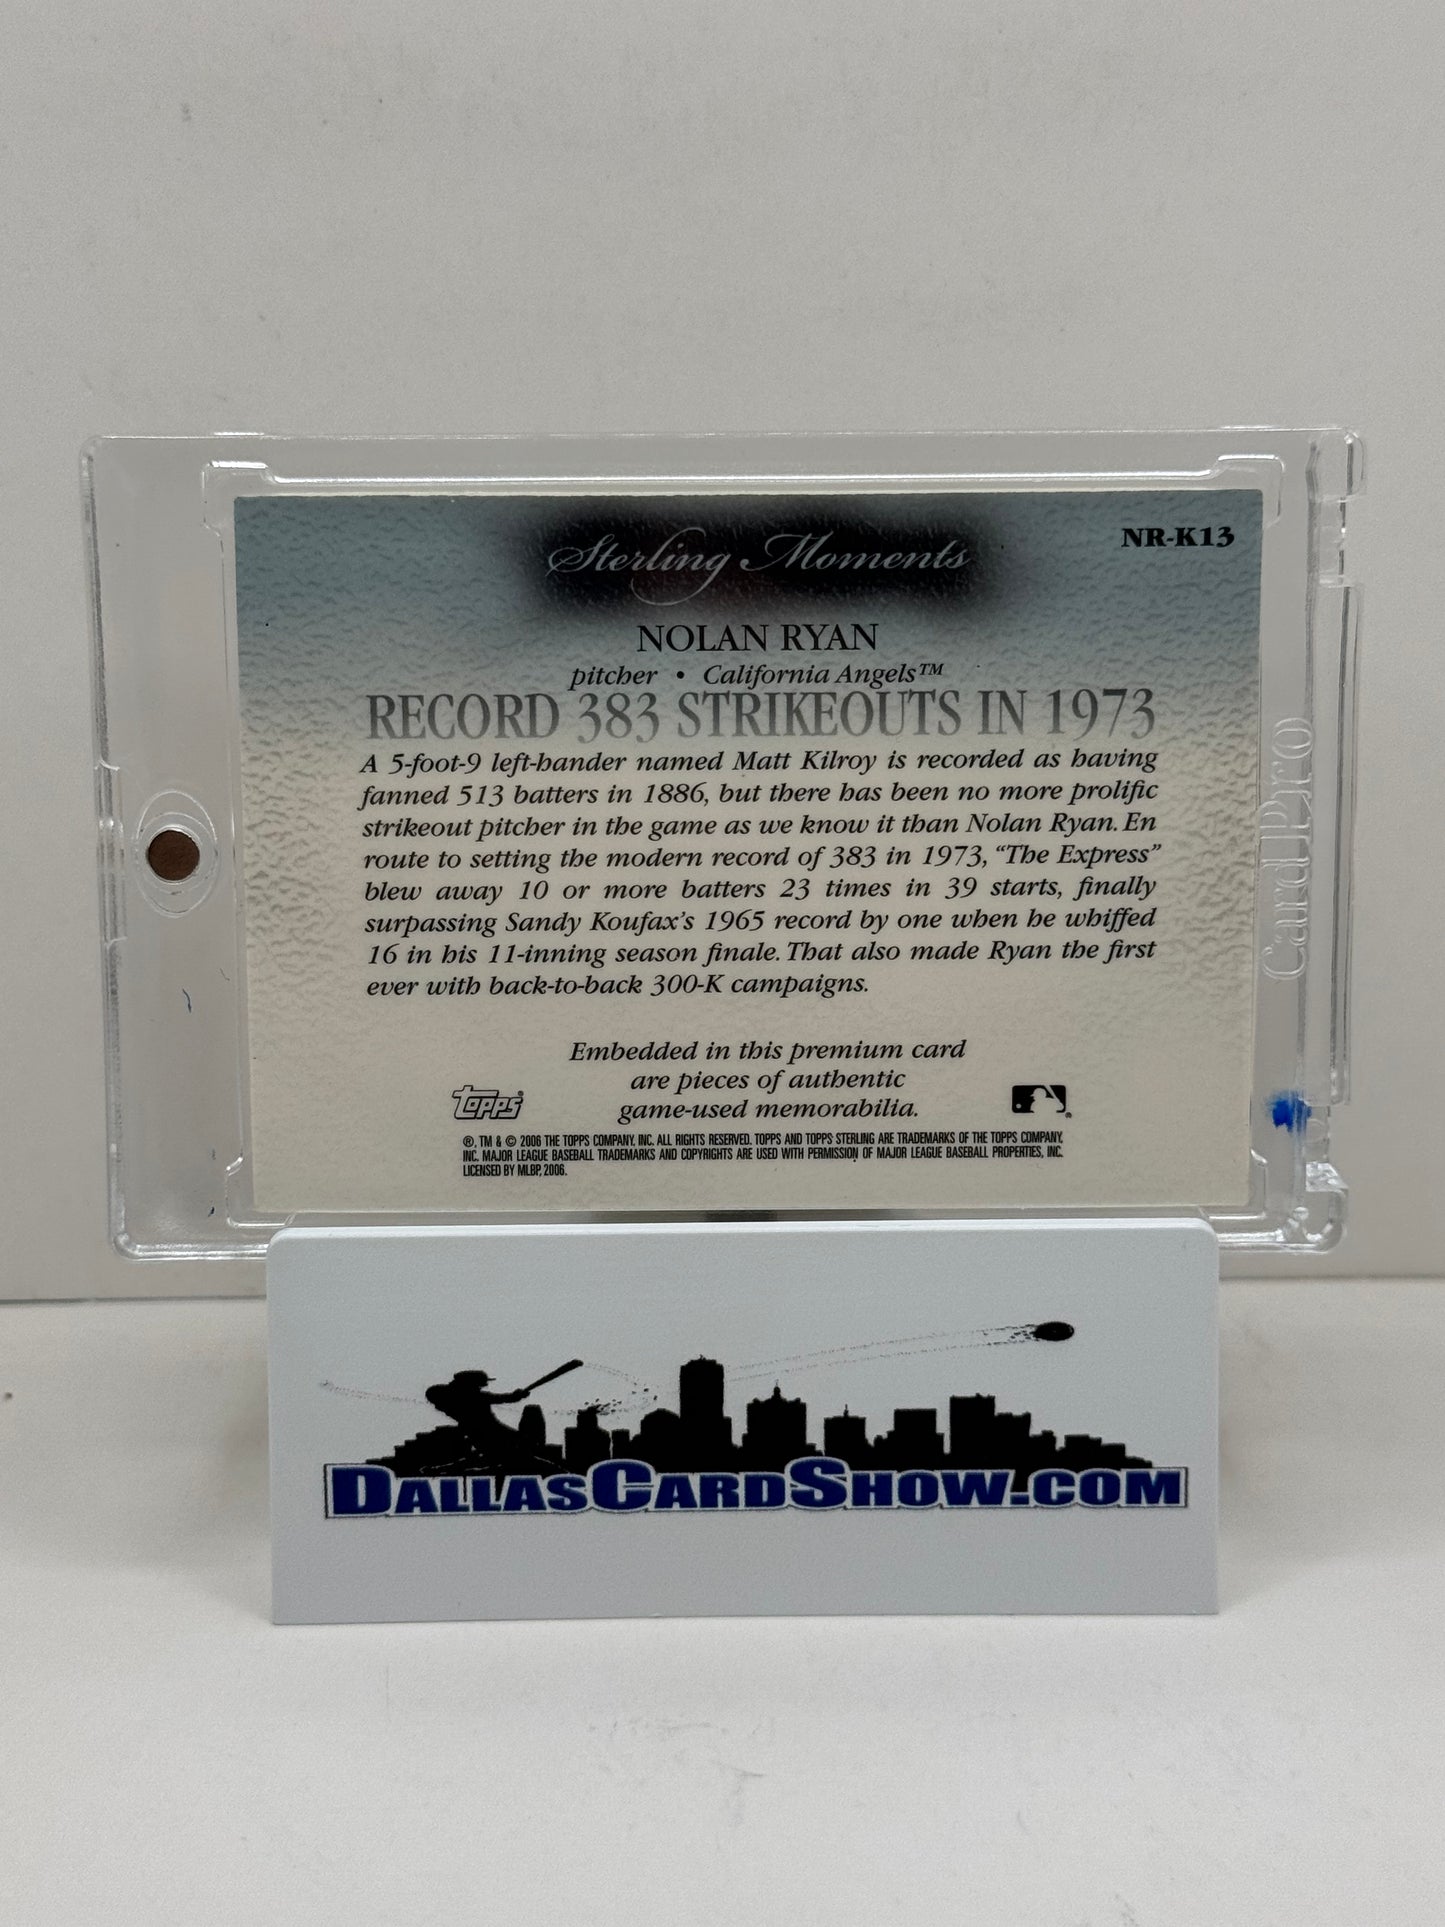 Sterling Moments
NR-K13
NOLAN RYAN
pitcher • California Angels™
RECORD 383 STRIKEOUTS IN 1973
A 5-foot-9 left-hander named Matt Kilroy is recorded as having
fanned 513 batters in 1886, but there has been no more prolific
strikeout pitcher in the game as we know it than Nolan Ryan. En
route to setting the modern record of 383 in 1973, “The Express”
blew away 10 or more batters 23 times in 39 starts, finally
surpassing Sandy Koufax's 1965 record by one when he whiffed
16 in his 11-inning season finale. That also made Ryan the first
ever with back-to-back 300-K campaigns.
Embedded in this premium card
are pieces of authentic
game-used memorabilia.
Topps®
®, TM & © 2006 THE TOPPS COMPANY, INC. ALL RIGHTS RESERVED. TOPPS AND TOPPS STERLING ARE TRADEMARKS OF THE TOPPS COMPANY,
INC. MAJOR LEAGUE BASEBALL TRADEMARKS AND COPYRIGHTS ARE USED WITH PERMISSION OF MAJOR LEAGUE BASEBALL PROPERTIES, INC.
LICENSED BY MLBP, 2006.
CardPro
DALLASCARDSHOW.COM